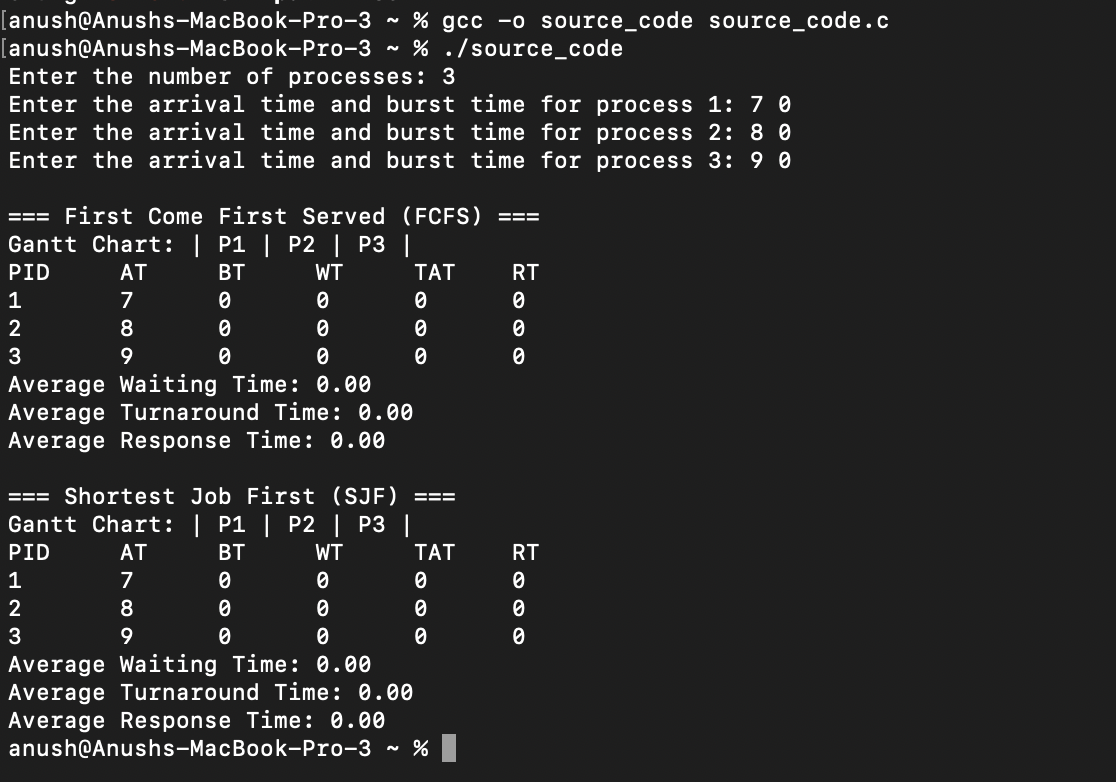 [anush@Anushs-MacBook-Pro-3 ~ % gcc -o source_code source_code.c
[anush@Anushs-MacBook-Pro-3 ~ % ./source_code
Enter the number of processes: 3
Enter the arrival time and burst time for process 1: 7 0
Enter the arrival time and burst time for process 2: 8 0
Enter the arrival time and burst time for process 3: 9 0

=== First Come First Served (FCFS) ===
Gantt Chart: | P1 | P2 | P3 |
PID     AT     BT     WT     TAT    RT
1       7      0      0      0      0
2       8      0      0      0      0
3       9      0      0      0      0
Average Waiting Time: 0.00
Average Turnaround Time: 0.00
Average Response Time: 0.00

=== Shortest Job First (SJF) ===
Gantt Chart: | P1 | P2 | P3 |
PID     AT     BT     WT     TAT    RT
1       7      0      0      0      0
2       8      0      0      0      0
3       9      0      0      0      0
Average Waiting Time: 0.00
Average Turnaround Time: 0.00
Average Response Time: 0.00
anush@Anushs-MacBook-Pro-3 ~ %